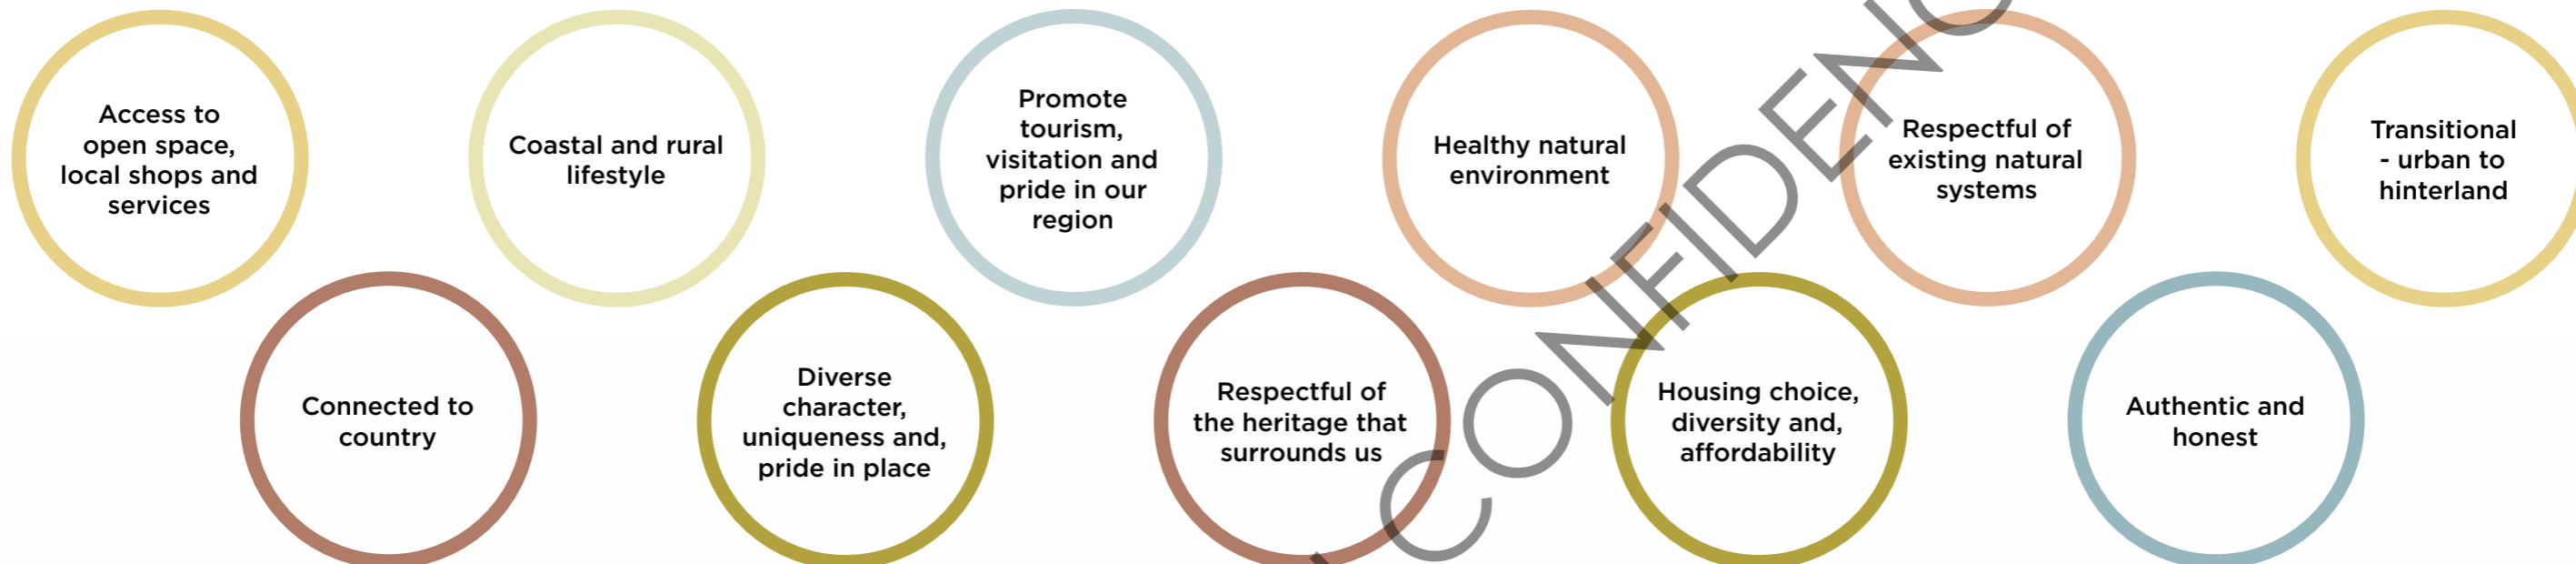 Access to
open space,
local shops and
services
Coastal and rural
lifestyle
Promote
tourism,
visitation and
pride in our
region
Healthy natural
environment
Respectful of
existing natural
systems
Transitional
- urban to
hinterland
Connected to
country
Diverse
character,
uniqueness and,
pride in place
Respectful of
the heritage that
surrounds us
Housing choice,
diversity and,
affordability
Authentic and
honest